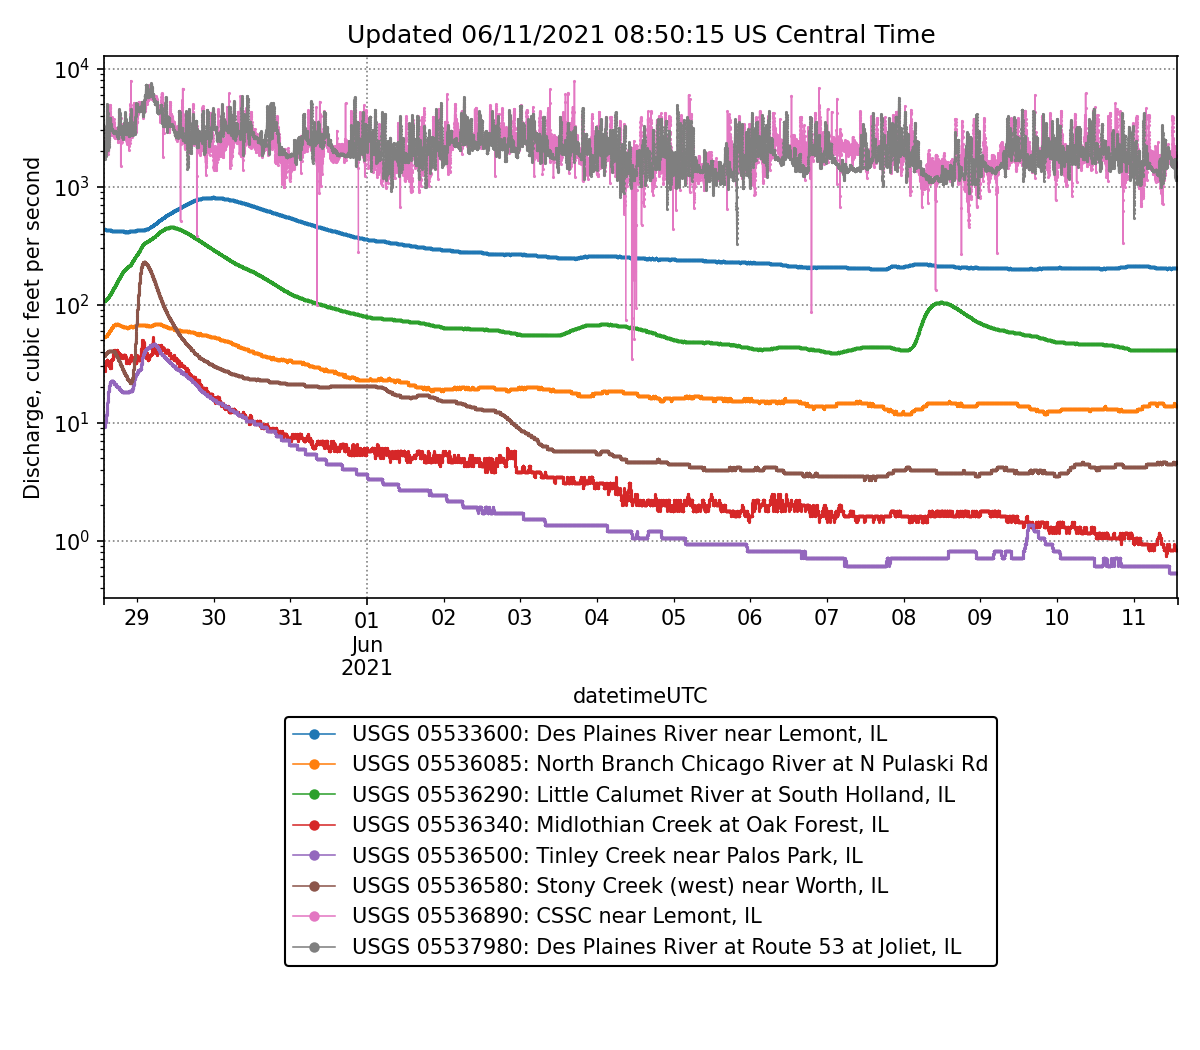 Updated 06/11/2021 08:50:15 US Central Time
Discharge, cubic feet per second
10^4
10^3
10^2
10^1
10^0
29 30 31 01 02 03 04 05 06 07 08 09 10 11
Jun
2021
datetimeUTC
USGS 05533600: Des Plaines River near Lemont, IL
USGS 05536085: North Branch Chicago River at N Pulaski Rd
USGS 05536290: Little Calumet River at South Holland, IL
USGS 05536340: Midlothian Creek at Oak Forest, IL
USGS 05536500: Tinley Creek near Palos Park, IL
USGS 05536580: Stony Creek (west) near Worth, IL
USGS 05536890: CSSC near Lemont, IL
USGS 05537980: Des Plaines River at Route 53 at Joliet, IL